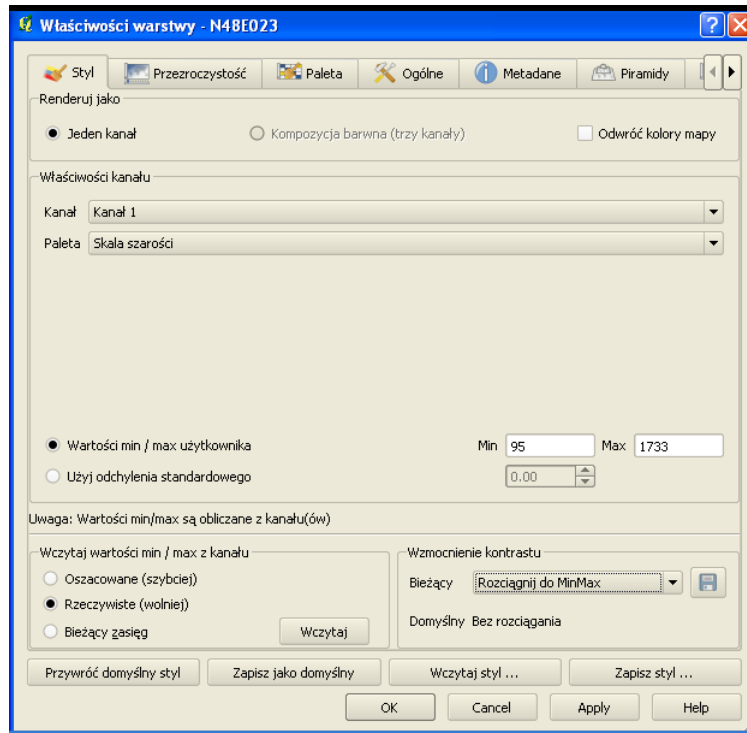 Właściwości warstwy - N48E023
Styl Przezroczystość Paleta Ogólne Metadane Piramidy
Renderuj jako
Jeden kanał Kompozycja barwna (trzy kanały) Odwróć kolory mapy
Właściwości kanału
Kanał Kanał 1
Paleta Skala szarości
Wartości min / max użytkownika Min 95 Max 1733
Użyj odchylenia standardowego 0.00
Uwaga: Wartości min/max są obliczane z kanału(ów)
Wczytaj wartości min / max z kanału Wzmocnienie kontrastu
Oszacowane (szybciej) Bieżący Rozciągnij do MinMax
Rzeczywiste (wolniej)
Bieżący zasięg Wczytaj Domyślny Bez rozciągania
Przywróć domyślny styl Zapisz jako domyślny Wczytaj styl ... Zapisz styl ...
OK Cancel Apply Help